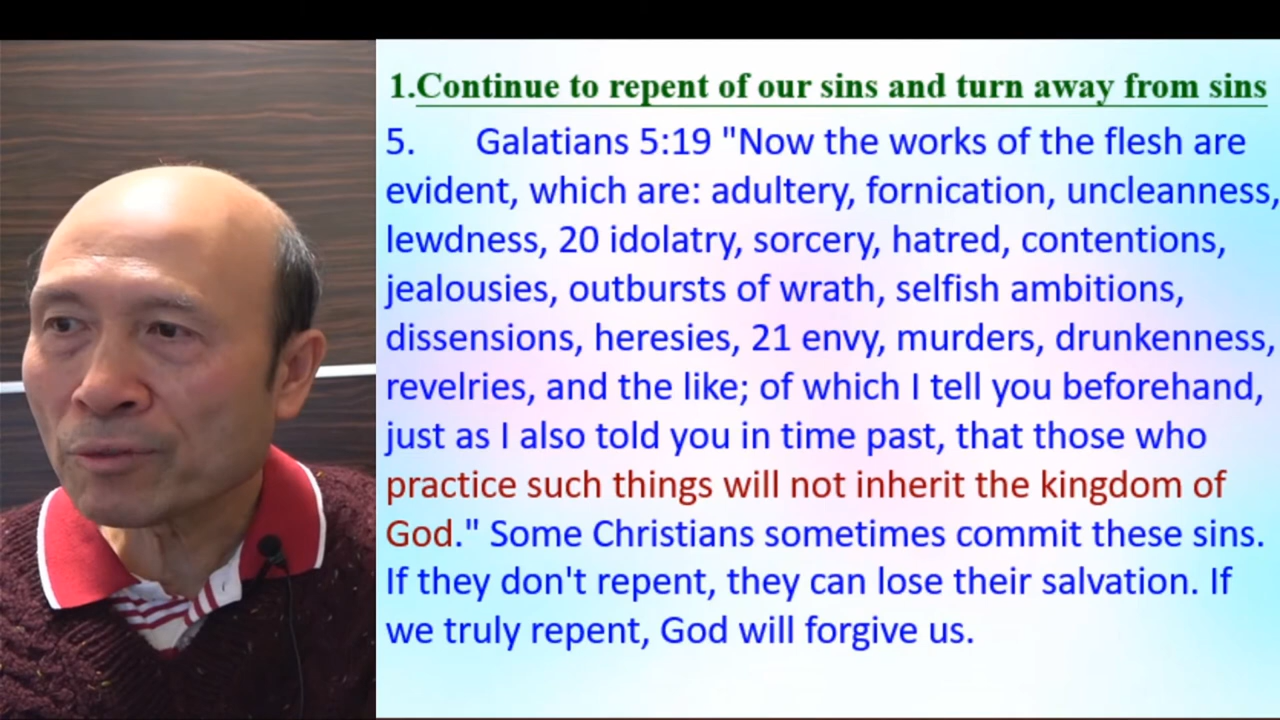 1.Continue to repent of our sins and turn away from sins
5. Galatians 5:19 "Now the works of the flesh are
evident, which are: adultery, fornication, uncleanness,
lewdness, 20 idolatry, sorcery, hatred, contentions,
jealousies, outbursts of wrath, selfish ambitions,
dissensions, heresies, 21 envy, murders, drunkenness,
revelries, and the like; of which I tell you beforehand,
just as I also told you in time past, that those who
practice such things will not inherit the kingdom of
God." Some Christians sometimes commit these sins.
If they don't repent, they can lose their salvation. If
we truly repent, God will forgive us.